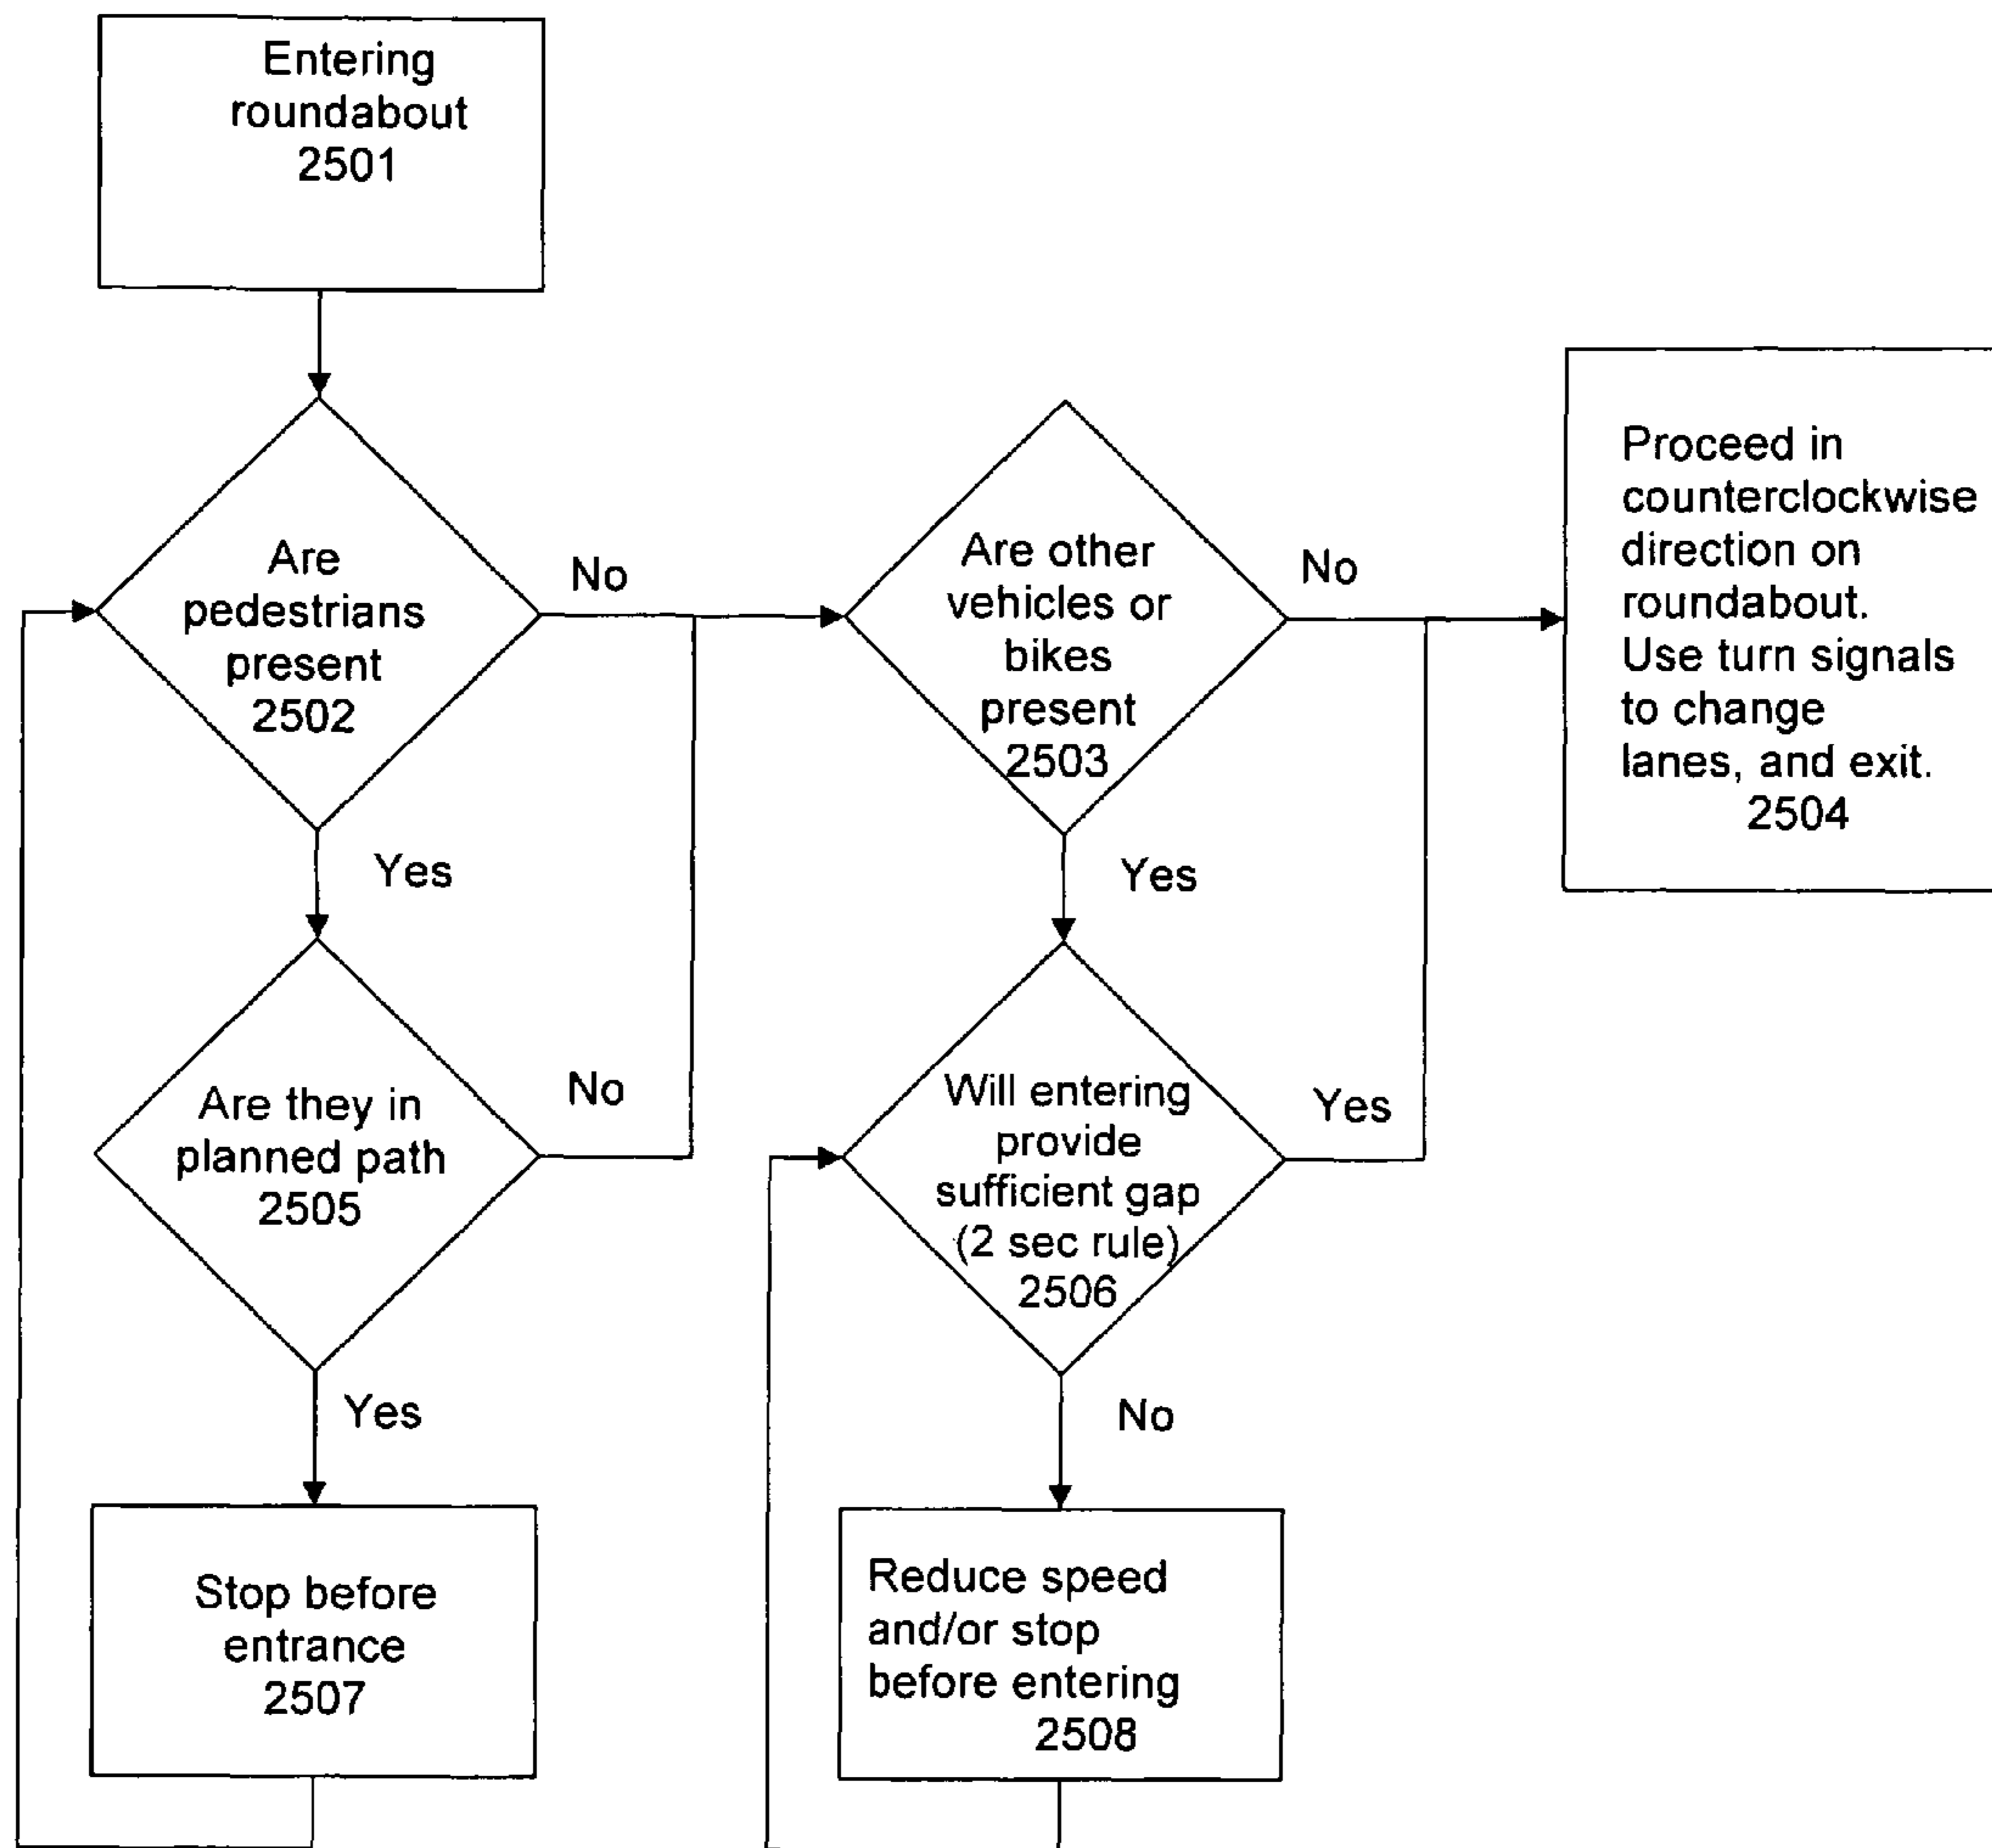 Entering
roundabout
2501
Are
pedestrians
present
2502
No
Are other
vehicles or
bikes
present
2503
No
Proceed in
counterclockwise
direction on
roundabout.
Use turn signals
to change
lanes, and exit.
2504
Yes
Yes
Are they in
planned path
2505
No
Will entering
provide
sufficient gap
(2 sec rule)
2506
Yes
Yes
No
Stop before
entrance
2507
Reduce speed
and/or stop
before entering
2508